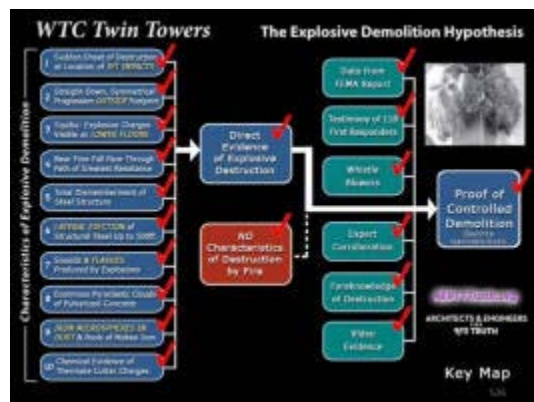 WTC Twin Towers
The Explosive Demolition Hypothesis
Characteristics of Explosive Demolition
1 Sudden Onset of Destruction
at Location of JET IMPACTS
2 Straight Down, Symmetrical
Progression OUTSIDE Footprint
3 Explosive Charges
Visible at LOWER FLOORS
4 Near Free Fall Through
Path of Greatest Resistance
5 Total Dismemberment of
Steel Structure
6 LATERAL EJECTION of
Structural Steel Up to
7 Sounds & FLASHES
Produced by Explosions
8 Enormous Pyroclastic Clouds
of Pulverized Concrete
9 IRON MICROSPHERES IN
DUST & Pools of Molten Iron
10 Chemical Evidence of
Thermate Cutter Charges
Direct
Evidence
of Explosive
Destruction
NO
Characteristics
of Destruction
by Fire
Data From
FEMA Report
Testimony of 118
First Responders
Whistle
Blowers
Expert
Corroboration
Foreknowledge
of Destruction
Video
Evidence
Proof of
Controlled
Demolition
AE911Truth.org
ARCHITECTS & ENGINEERS
9/11 TRUTH
Key Map